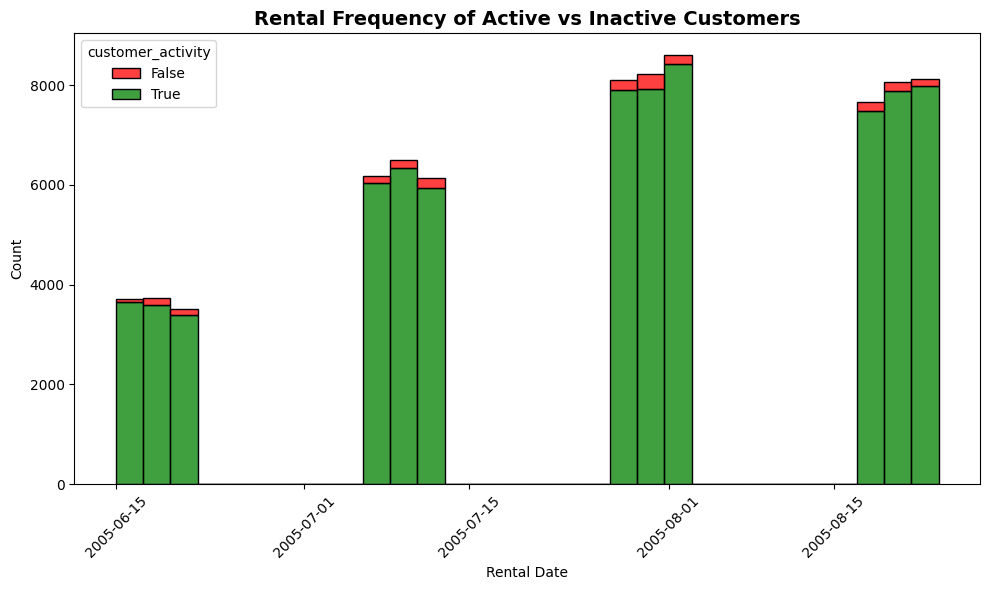 Rental Frequency of Active vs Inactive Customers
customer_activity
False
True
8000
6000
4000
2000
0
Count
2005-06-15
2005-07-01
2005-07-15
2005-08-01
2005-08-15
Rental Date